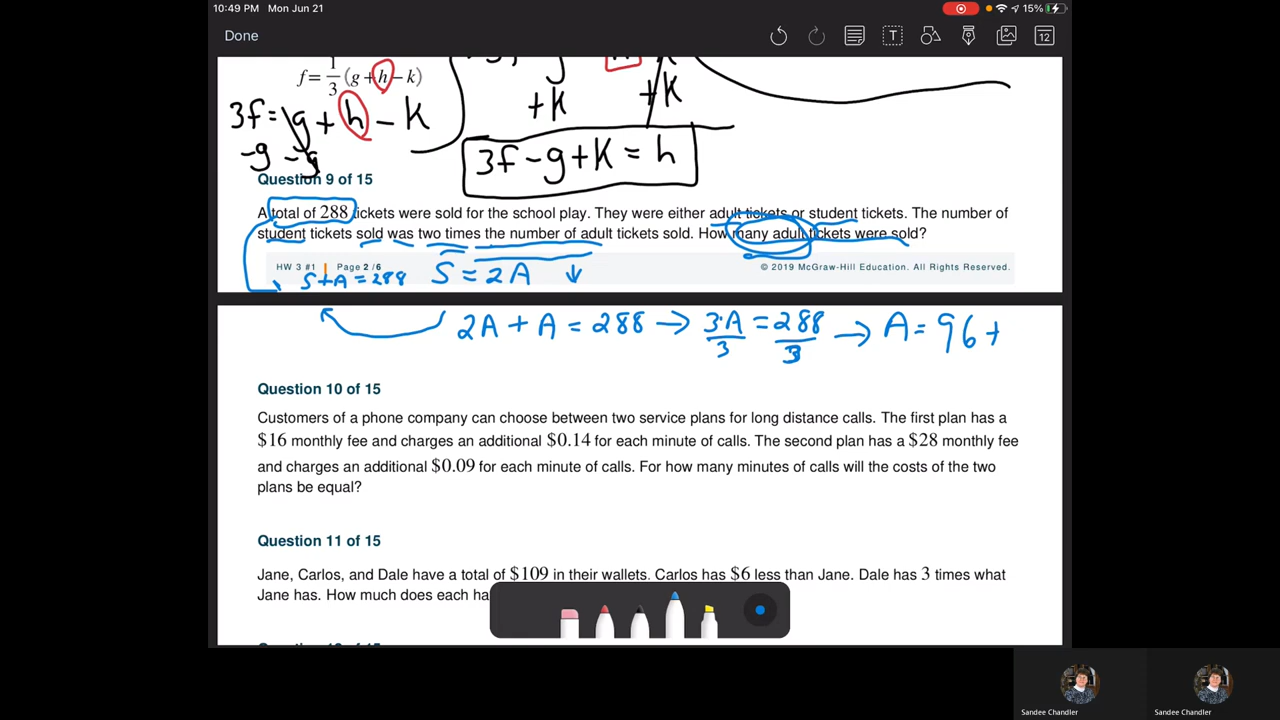 10:49 PM Mon Jun 21
15%
Done
12
f = 1/3 (g + h − k)
3f = g + h − k
−g −g
+k +k
3f − g + k = h
Question 9 of 15
A total of 288 tickets were sold for the school play. They were either adult tickets or student tickets. The number of
student tickets sold was two times the number of adult tickets sold. How many adult tickets were sold?
HW 3 #1 | Page 2 / 6
© 2019 McGraw-Hill Education. All Rights Reserved.
S + A = 288
S = 2A ↓
2A + A = 288 → 3·A/3 = 288/3 → A = 96 +
Question 10 of 15
Customers of a phone company can choose between two service plans for long distance calls. The first plan has a
$16 monthly fee and charges an additional $0.14 for each minute of calls. The second plan has a $28 monthly fee
and charges an additional $0.09 for each minute of calls. For how many minutes of calls will the costs of the two
plans be equal?
Question 11 of 15
Jane, Carlos, and Dale have a total of $109 in their wallets. Carlos has $6 less than Jane. Dale has 3 times what
Jane has. How much does each ha
Sandee Chandler
Sandee Chandler